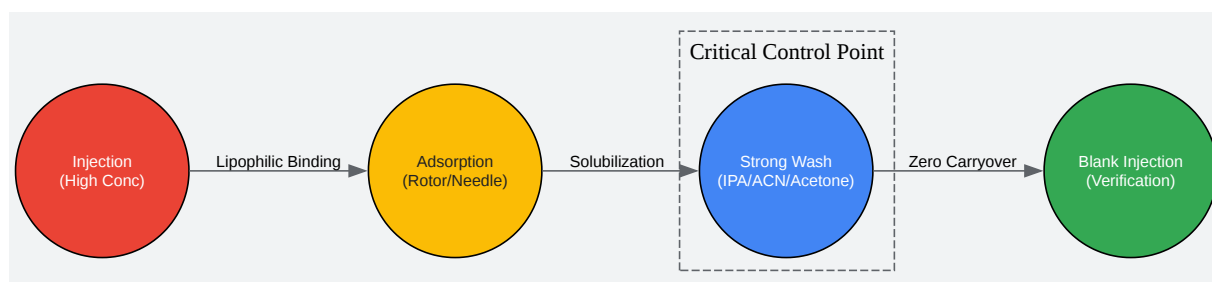 Critical Control Point
Injection
(High Conc)
Lipophilic Binding
Adsorption
(Rotor/Needle)
Solubilization
Strong Wash
(IPA/ACN/Acetone)
Zero Carryover
Blank Injection
(Verification)